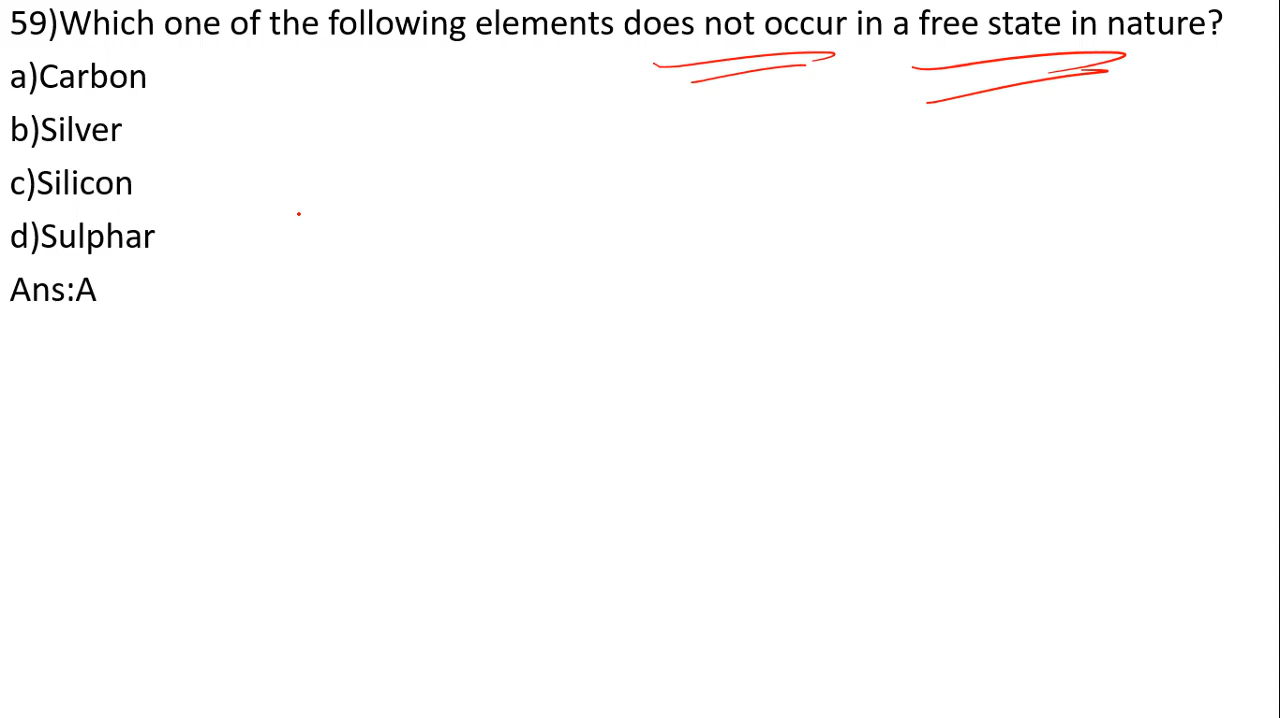 59)Which one of the following elements does not occur in a free state in nature?
a)Carbon
b)Silver
c)Silicon
d)Sulphar
Ans:A